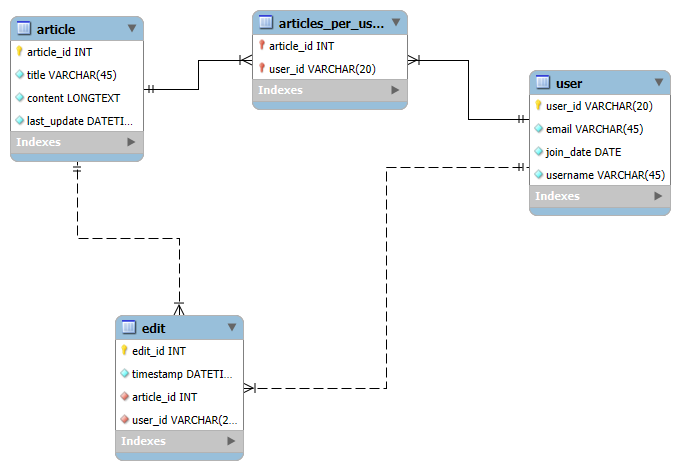 article
article_id INT
title VARCHAR(45)
content LONGTEXT
last_update DATETI...
Indexes
articles_per_us...
article_id INT
user_id VARCHAR(20)
Indexes
user
user_id VARCHAR(20)
email VARCHAR(45)
join_date DATE
username VARCHAR(45)
Indexes
edit
edit_id INT
timestamp DATETI...
article_id INT
user_id VARCHAR(2...
Indexes